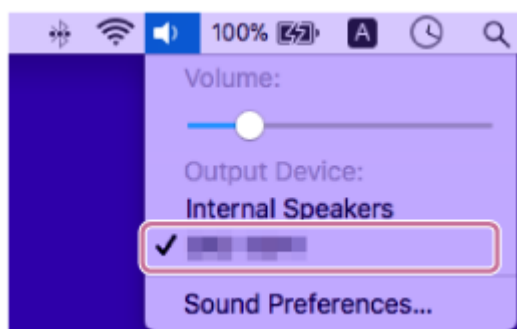 100% A
Volume:
Output Device:
Internal Speakers
Sound Preferences...